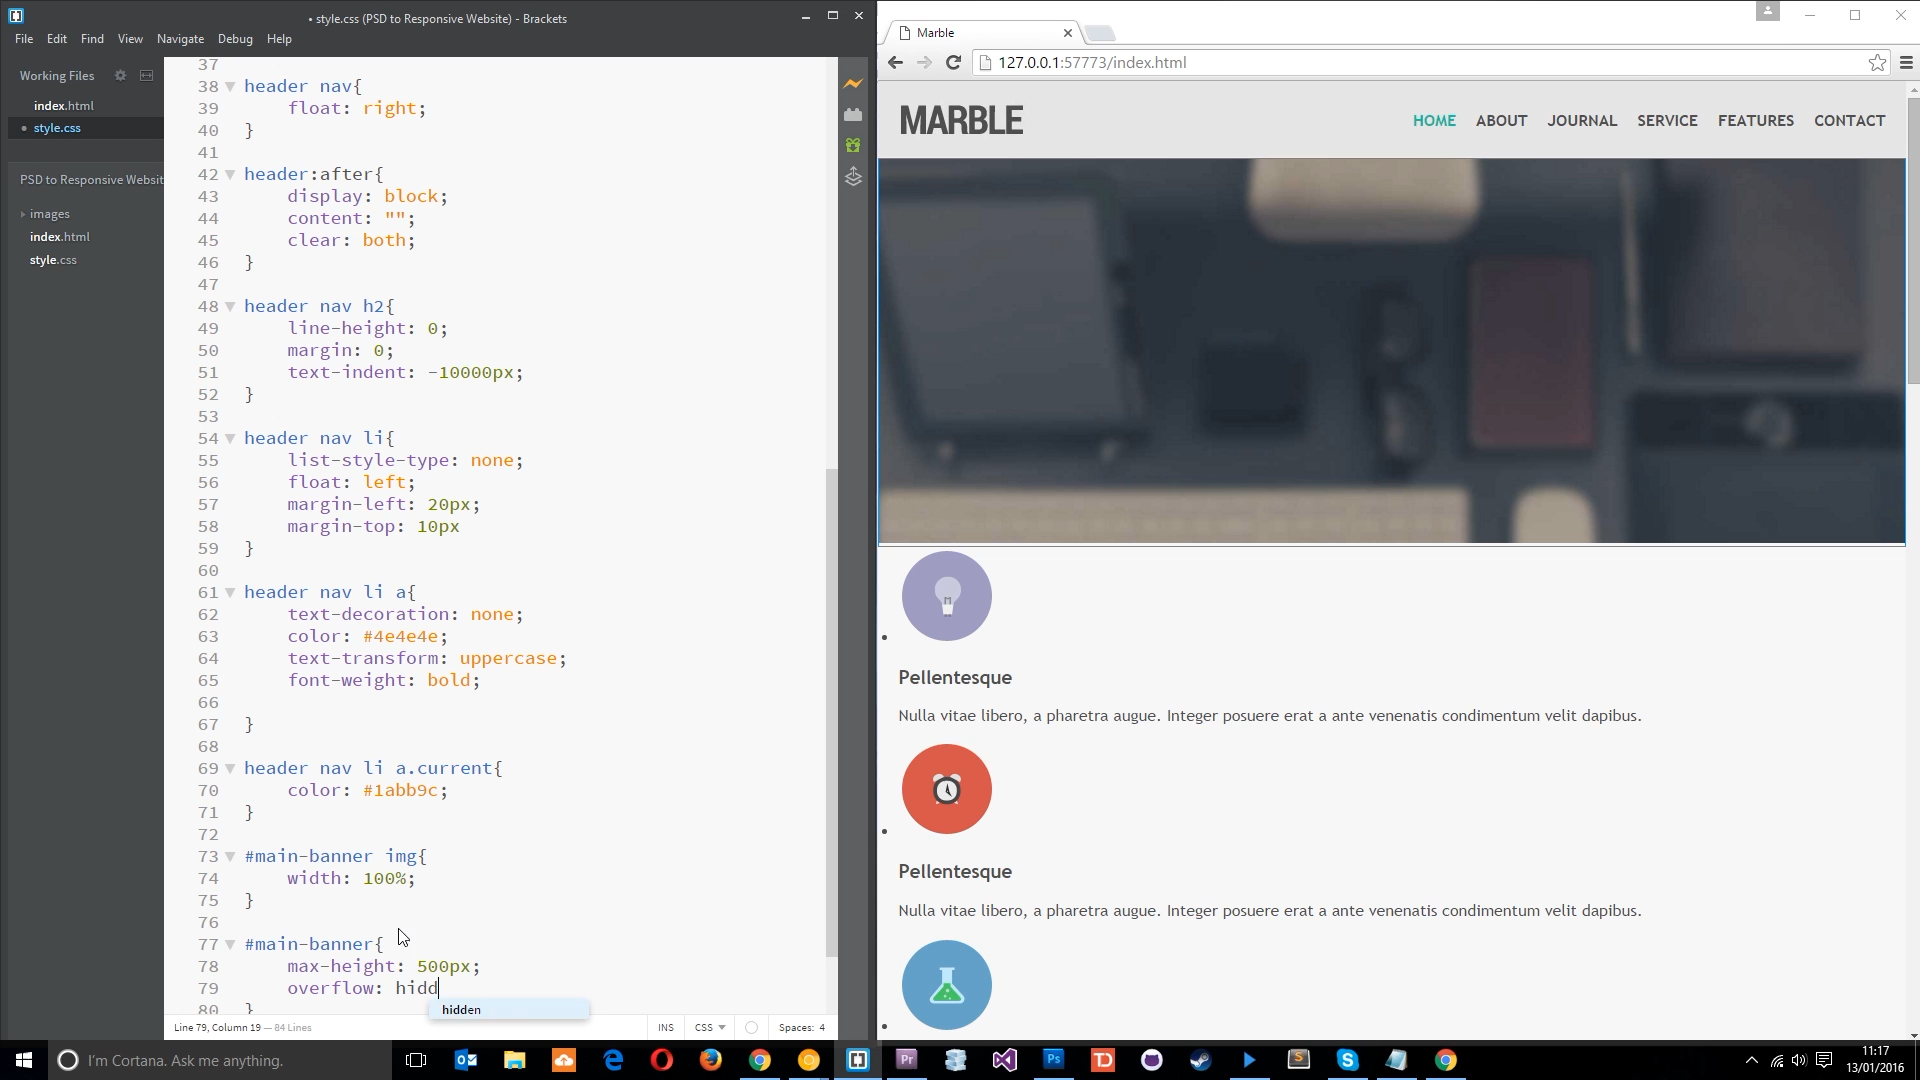 • style.css (PSD to Responsive Website) - Brackets
File Edit Find View Navigate Debug Help
Working Files
index.html
• style.css
PSD to Responsive Websit
images
index.html
style.css
37
38 header nav{
39 float: right;
40 }
41
42 header:after{
43 display: block;
44 content: "";
45 clear: both;
46 }
47
48 header nav h2{
49 line-height: 0;
50 margin: 0;
51 text-indent: -10000px;
52 }
53
54 header nav li{
55 list-style-type: none;
56 float: left;
57 margin-left: 20px;
58 margin-top: 10px
59 }
60
61 header nav li a{
62 text-decoration: none;
63 color: #4e4e4e;
64 text-transform: uppercase;
65 font-weight: bold;
66
67 }
68
69 header nav li a.current{
70 color: #1abb9c;
71 }
72
73 #main-banner img{
74 width: 100%;
75 }
76
77 #main-banner{
78 max-height: 500px;
79 overflow: hidd
80 }
hidden
Line 79, Column 19 — 84 Lines
INS CSS Spaces: 4
Marble
127.0.0.1:57773/index.html
MARBLE
HOME ABOUT JOURNAL SERVICE FEATURES CONTACT
Pellentesque
Nulla vitae libero, a pharetra augue. Integer posuere erat a ante venenatis condimentum velit dapibus.
Pellentesque
Nulla vitae libero, a pharetra augue. Integer posuere erat a ante venenatis condimentum velit dapibus.
I'm Cortana. Ask me anything.
Pr
Ps
11:17
13/01/2016